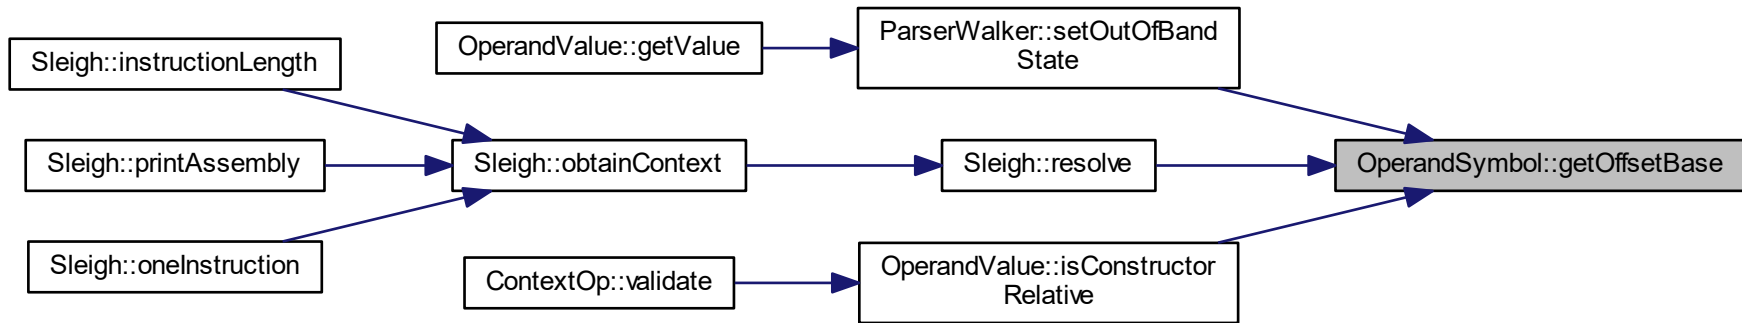 Sleigh::instructionLength
Sleigh::printAssembly
Sleigh::oneInstruction
OperandValue::getValue
Sleigh::obtainContext
ContextOp::validate
ParserWalker::setOutOfBand
State
Sleigh::resolve
OperandValue::isConstructor
Relative
OperandSymbol::getOffsetBase